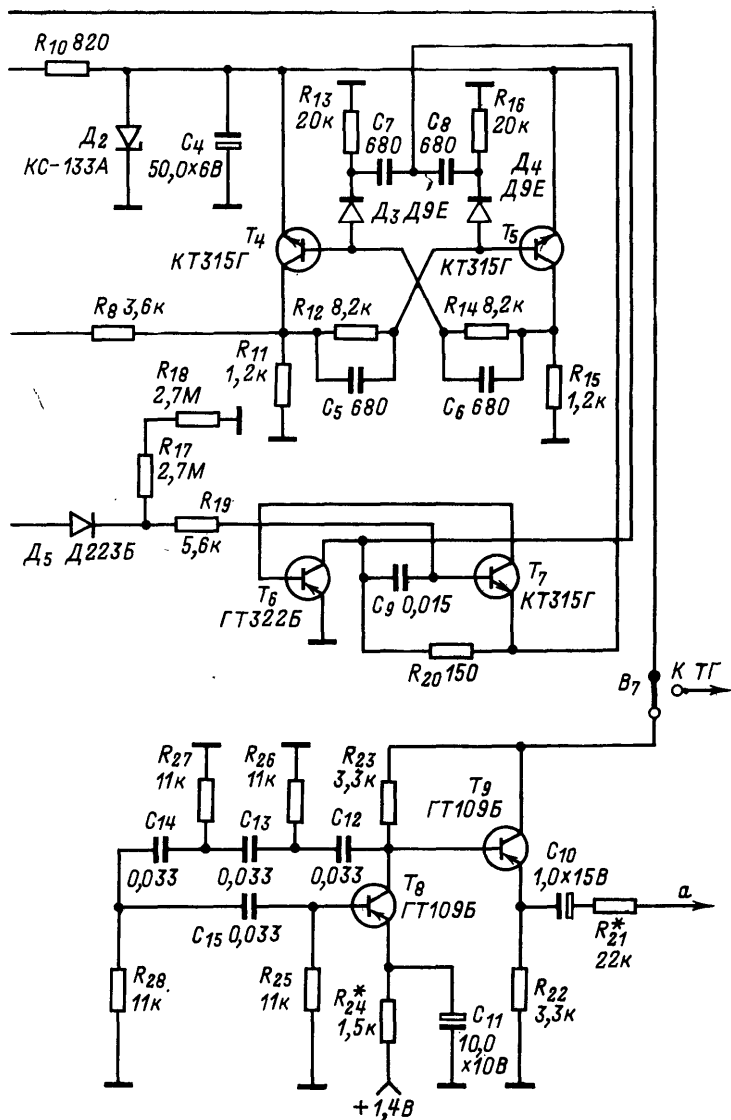 R10 820
R13
20к
R16
20к
C7
680
C8
680
Д2
КС-133А
C4
50,0×6В
Д4
Д9Е
Д3 Д9Е
T4
КТ315Г
T5
КТ315Г
R8 3,6к
R12 8,2к
R14 8,2к
R11
1,2к
C5 680
C6 680
R15
1,2к
R18
2,7М
R17
2,7М
R19
5,6к
Д5 Д223Б
T6
ГТ322Б
C9 0,015
T7
КТ315Г
R20 150
В7
К ТГ
R27
11к
R26
11к
R23
3,3к
T9
ГТ109Б
C14
0,033
C13
0,033
C12
0,033
C10
1,0×15В
T8
ГТ109Б
C15 0,033
а
R21*
22к
R28
11к
R25
11к
R24*
1,5к
C11
10,0
×10В
R22
3,3к
+1,4В